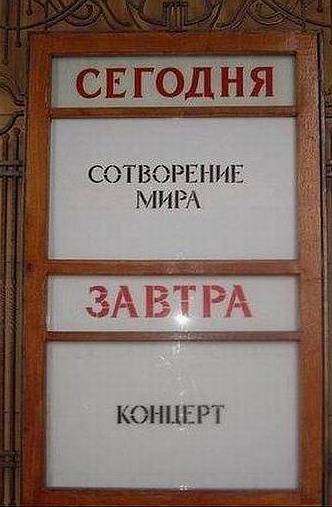 СЕГОДНЯ
СОТВОРЕНИЕ
МИРА
ЗАВТРА
КОНЦЕРТ